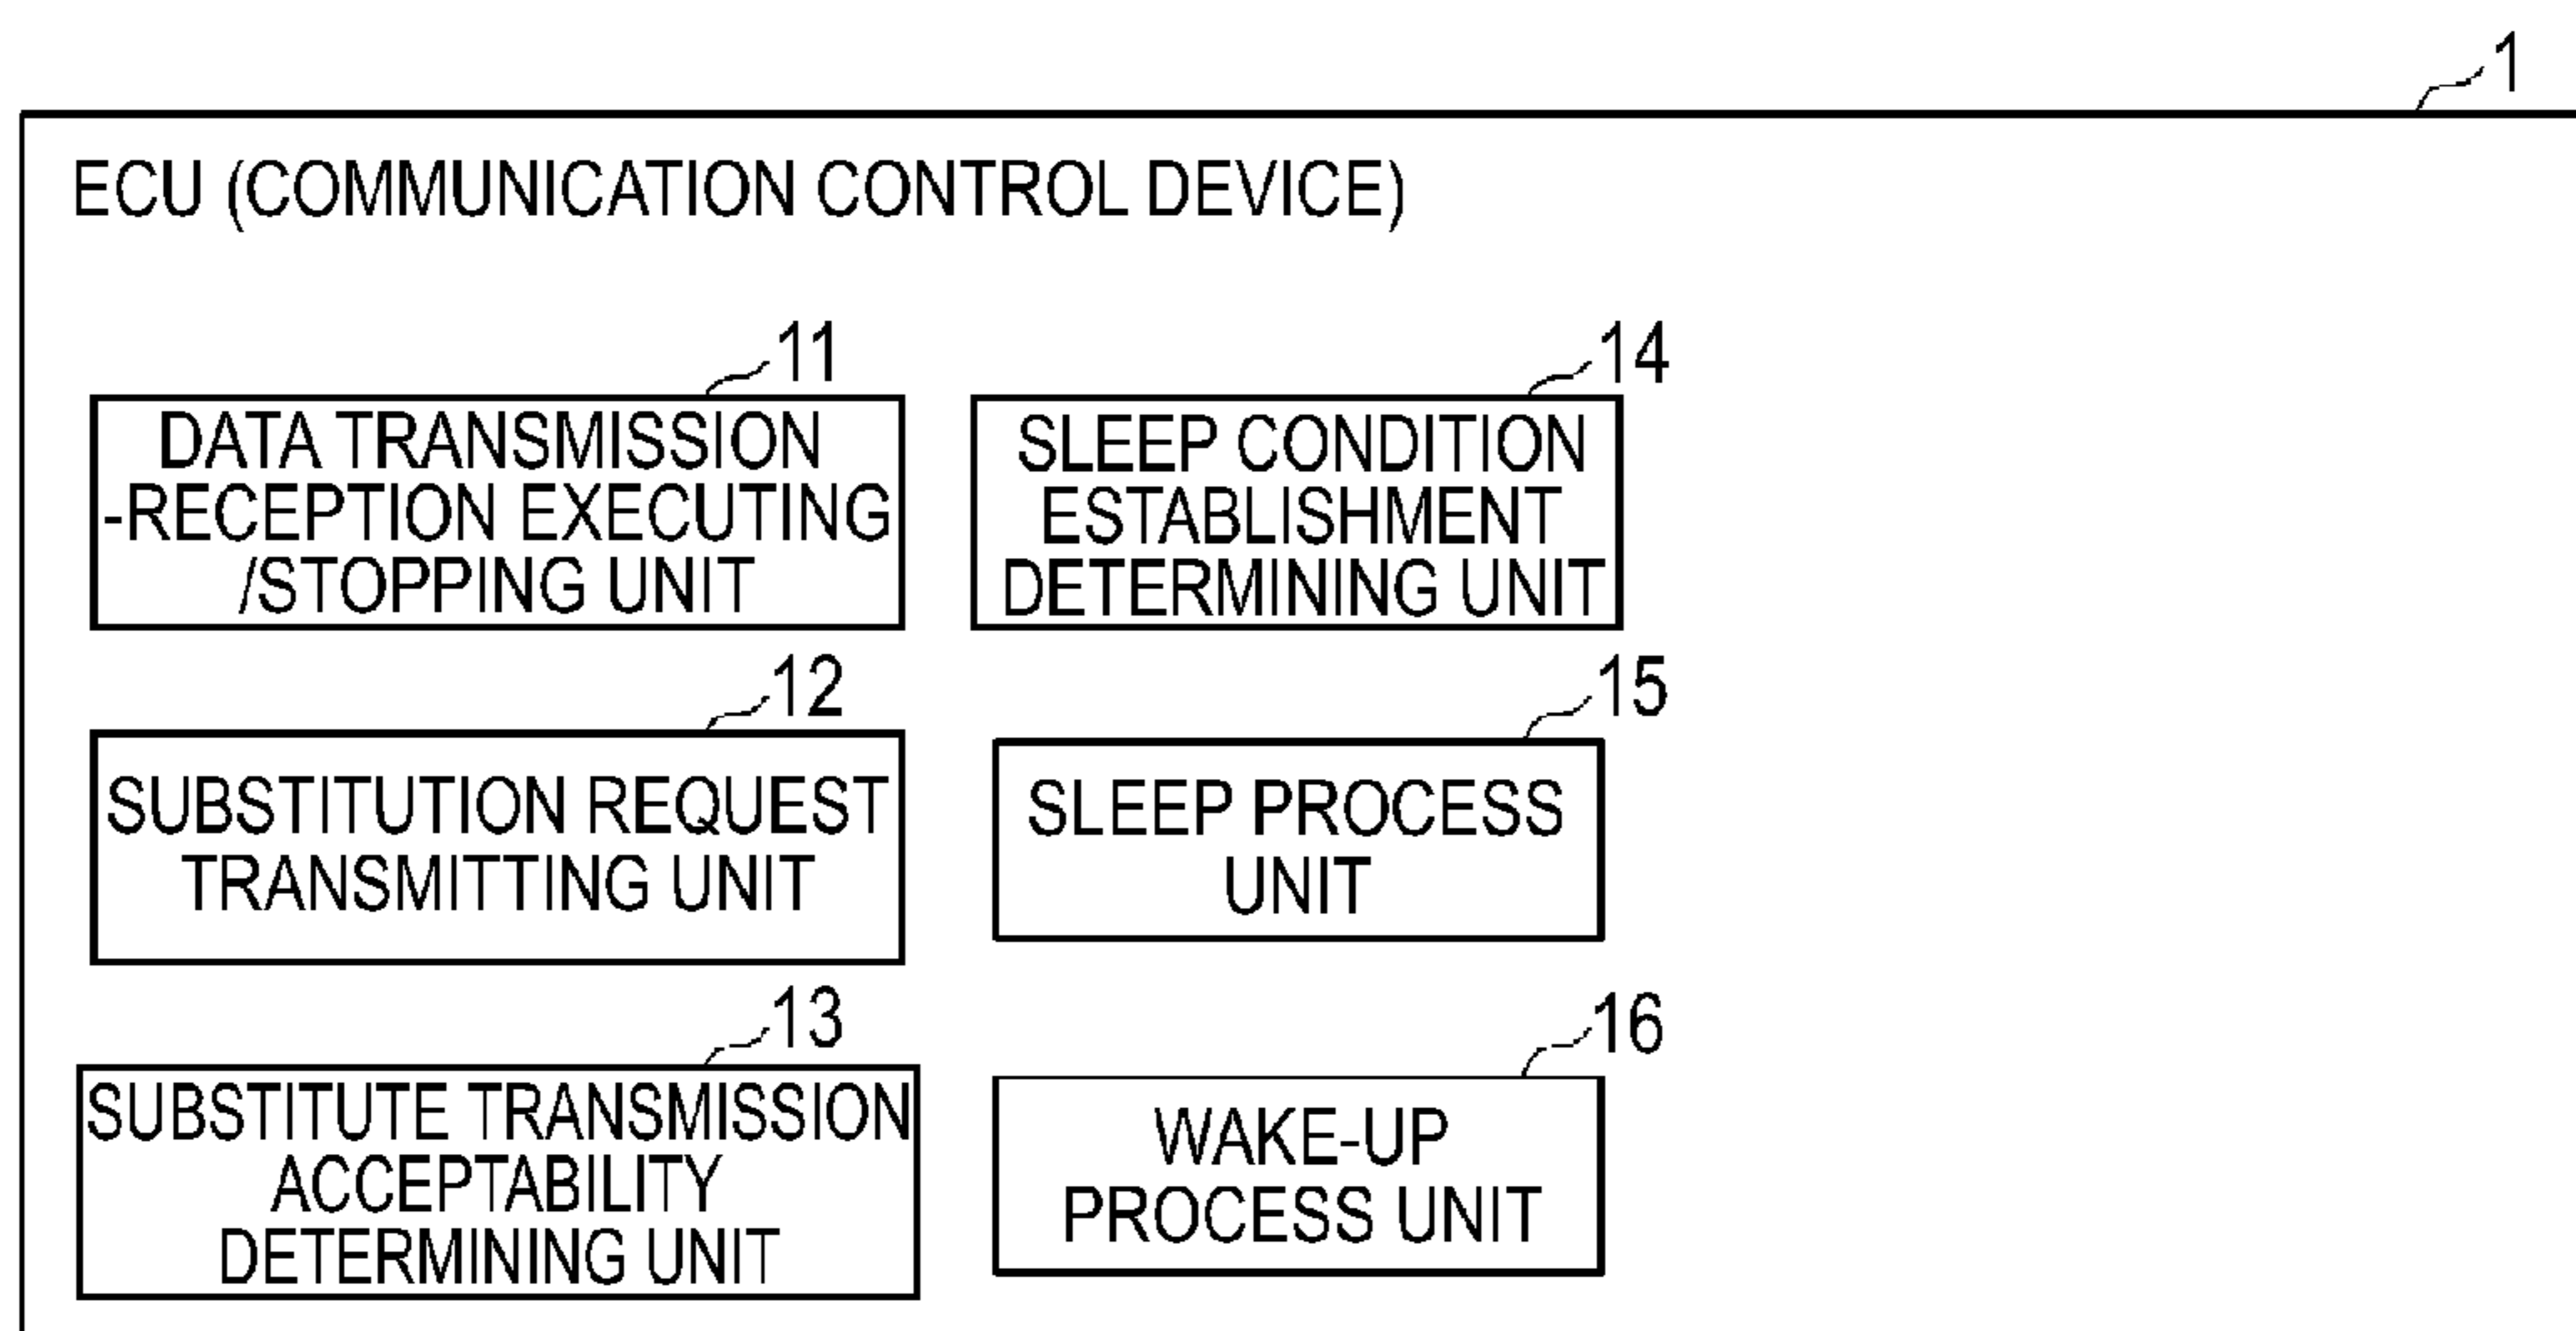 1
ECU (COMMUNICATION CONTROL DEVICE)
11
DATA TRANSMISSION
-RECEPTION EXECUTING
/STOPPING UNIT
14
SLEEP CONDITION
ESTABLISHMENT
DETERMINING UNIT
12
SUBSTITUTION REQUEST
TRANSMITTING UNIT
15
SLEEP PROCESS
UNIT
13
SUBSTITUTE TRANSMISSION
ACCEPTABILITY
DETERMINING UNIT
16
WAKE-UP
PROCESS UNIT